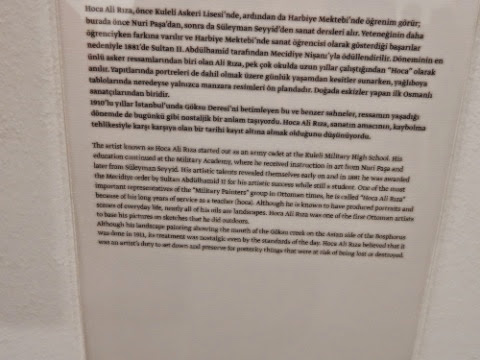 Hoca Ali Rıza, önce Kuleli Askeri Lisesi'nde, ardından da Harbiye Mektebi'nde öğrenim görür;
burada önce Nuri Paşa'dan, sonra da Süleyman Seyyid'den sanat dersleri alır. Yeteneğinin daha
öğrenciyken farkına varılır ve Harbiye Mektebi'nde sanat öğrencisi olarak gösterdiği başarılar
nedeniyle 1881'de Sultan II. Abdülhamid tarafından Mecidiye Nişanı'yla ödüllendirilir. Döneminin en
ünlü asker ressamlarından biri olan Ali Rıza, pek çok okulda uzun yıllar çalıştığından "Hoca" olarak
anılır. Yapıtlarında portreleri de dahil olmak üzere günlük yaşamdan kesitler sunarken, yağlıboya
tablolarında neredeyse yalnızca manzara resimleri ön plandadır. Doğada eskizler yapan ilk Osmanlı
sanatçılarından biridir.
1910'lu yıllar İstanbul'unda Göksu Deresi'ni betimleyen bu ve benzer sahneler, ressamın yaşadığı
dönemde de bugünkü gibi nostaljik bir anlam taşıyordu. Hoca Ali Rıza, sanatın amacının, kaybolma
tehlikesiyle karşı karşıya olan bir tarihi kayıt altına almak olduğunu düşünüyordu.
The artist known as Hoca Ali Rıza started out as an army cadet at the Kuleli Military High School. His
education continued at the Military Academy, where he received instruction in art from Nuri Paşa and
later from Süleyman Seyyid. His artistic talents revealed themselves early on and in 1881 he was awarded
the Mecidiye order by Sultan Abdülhamid II for his artistic success while still a student. One of the most
important representatives of the "Military Painters" group in Ottoman times, he is called "Hoca Ali Rıza"
because of his long years of service as a teacher (hoca). Although he is known to have produced portraits and
scenes of everyday life, nearly all of his oils are landscapes. Hoca Ali Rıza was one of the first Ottoman artists
to base his pictures on sketches that he did outdoors.
Although his landscape painting showing the mouth of the Göksu creek on the Asian side of the Bosphorus
was done in 1911, its treatment was nostalgic even by the standards of the day. Hoca Ali Rıza believed that it
was an artist's duty to set down and preserve for posterity things that were at risk of being lost or destroyed.